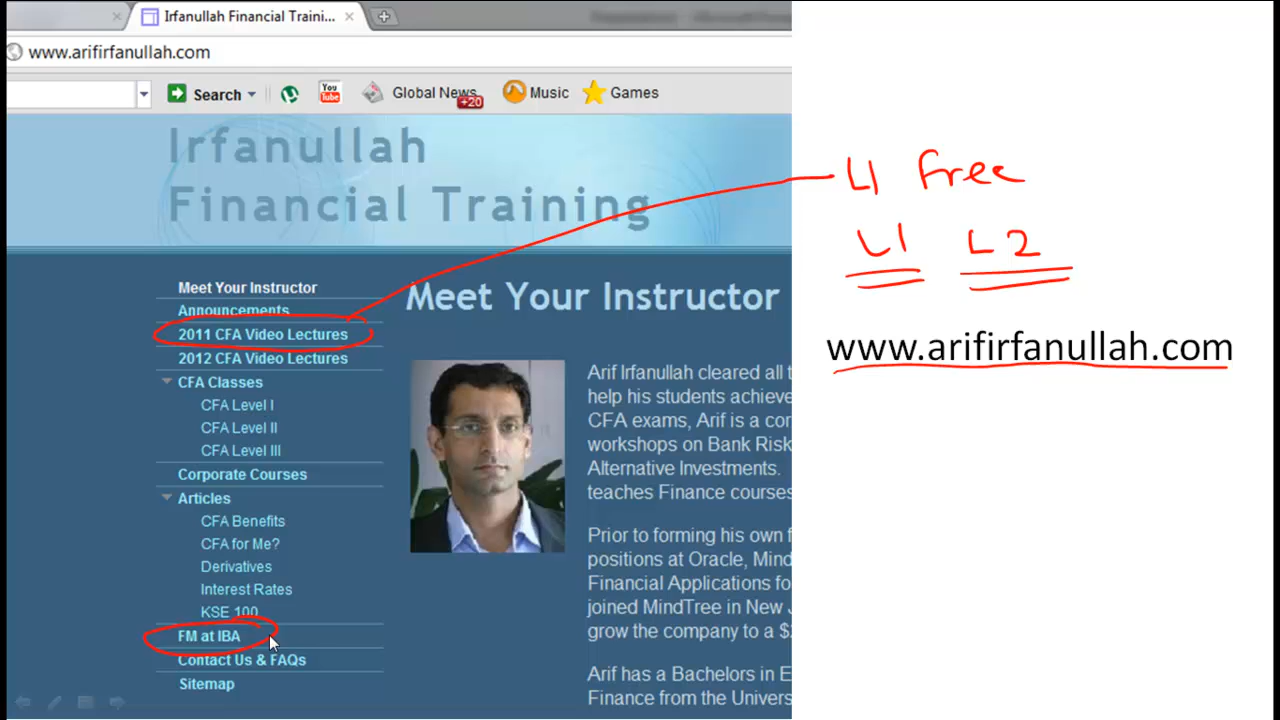 Irfanullah Financial Traini...
www.arifirfanullah.com
Search
You
Tube
Global News
+20
Music
Games
Irfanullah
Financial Training
Meet Your Instructor
Announcements
2011 CFA Video Lectures
2012 CFA Video Lectures
CFA Classes
CFA Level I
CFA Level II
CFA Level III
Corporate Courses
Articles
CFA Benefits
CFA for Me?
Derivatives
Interest Rates
KSE 100
FM at IBA
Contact Us & FAQs
Sitemap
Meet Your Instructor
Arif Irfanullah cleared all t
help his students achieve
CFA exams, Arif is a cor
workshops on Bank Risk
Alternative Investments.
teaches Finance courses
Prior to forming his own f
positions at Oracle, Mind
Financial Applications fo
joined MindTree in New J
grow the company to a $
Arif has a Bachelors in E
Finance from the Univers
L1 Free
L1 L2
www.arifirfanullah.com